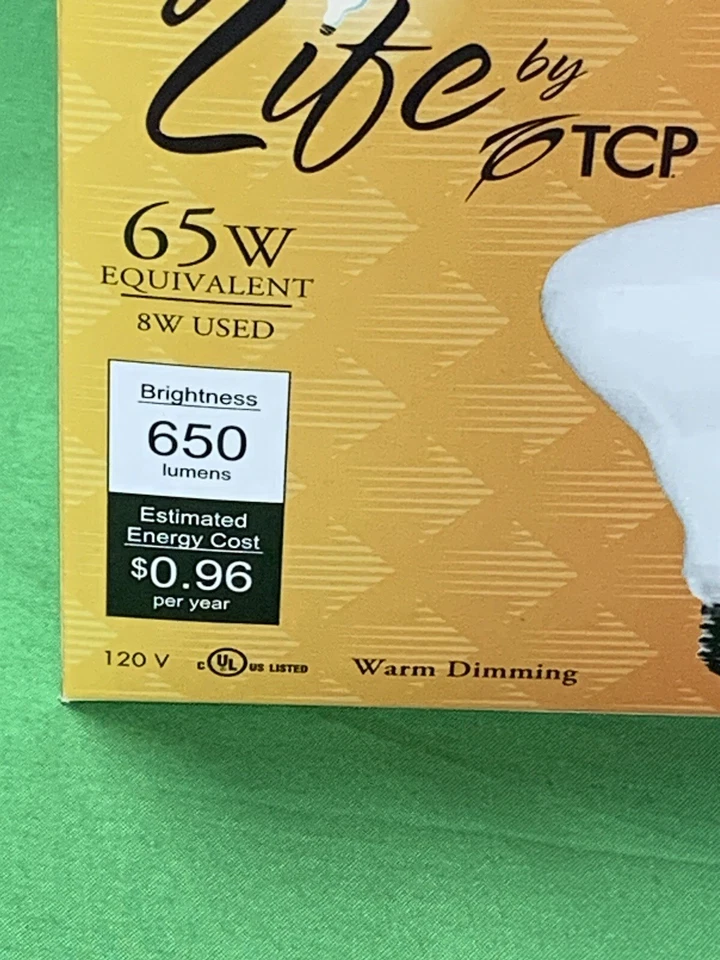 Life by
TCP
65W
EQUIVALENT
8W USED
Brightness
650
lumens
Estimated
Energy Cost
$0.96
per year
120 V C UL US LISTED Warm Dimming